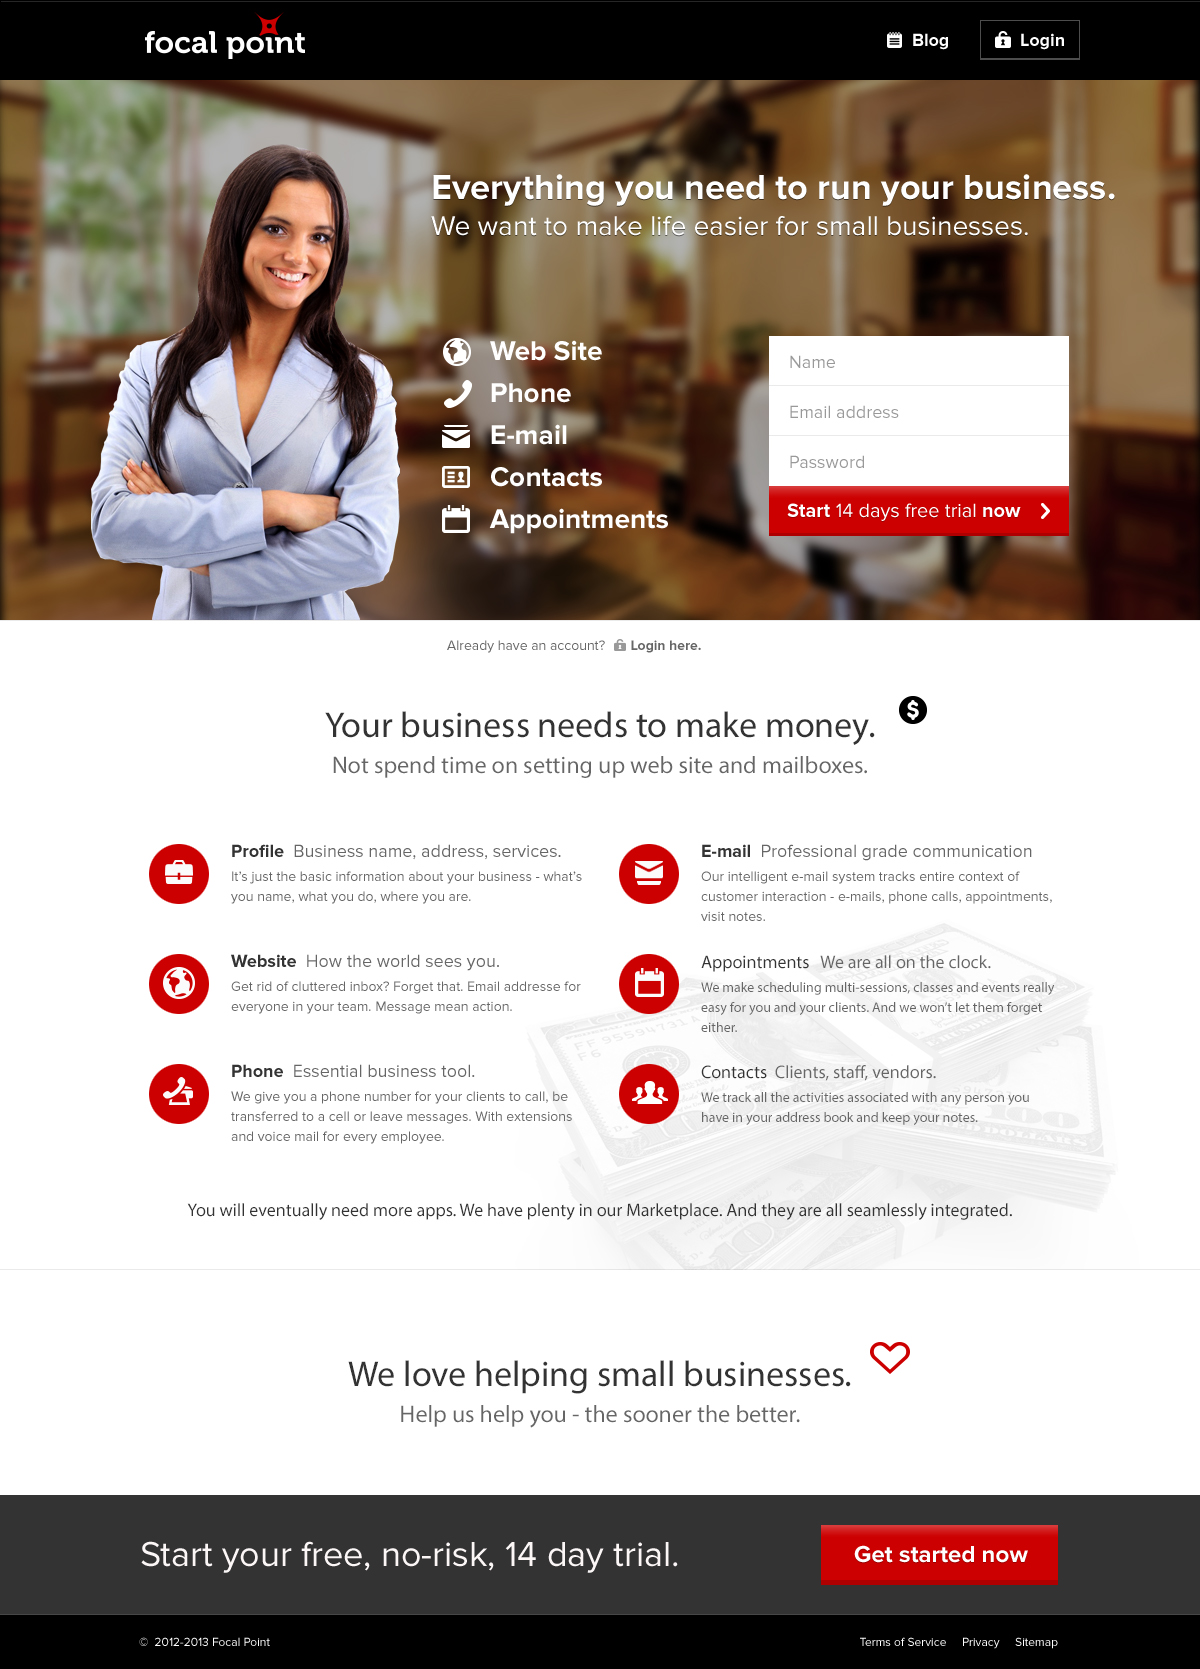 focal point
Blog
Login
Everything you need to run your business.
We want to make life easier for small businesses.
Web Site
Phone
E-mail
Contacts
Appointments
Name
Email address
Password
Start 14 days free trial now
Already have an account? Login here.
Your business needs to make money.
Not spend time on setting up web site and mailboxes.
Profile Business name, address, services.
It's just the basic information about your business - what's
you name, what you do, where you are.
E-mail Professional grade communication
Our intelligent e-mail system tracks entire context of
customer interaction - e-mails, phone calls, appointments,
visit notes.
Website How the world sees you.
Get rid of cluttered inbox? Forget that. Email addresse for
everyone in your team. Message mean action.
Appointments We are all on the clock.
We make scheduling multi-sessions, classes and events really
easy for you and your clients. And we won't let them forget
either.
Phone Essential business tool.
We give you a phone number for your clients to call, be
transferred to a cell or leave messages. With extensions
and voice mail for every employee.
Contacts Clients, staff, vendors.
We track all the activities associated with any person you
have in your address book and keep your notes.
You will eventually need more apps. We have plenty in our Marketplace. And they are all seamlessly integrated.
We love helping small businesses.
Help us help you - the sooner the better.
Start your free, no-risk, 14 day trial.
Get started now
© 2012-2013 Focal Point
Terms of Service Privacy Sitemap